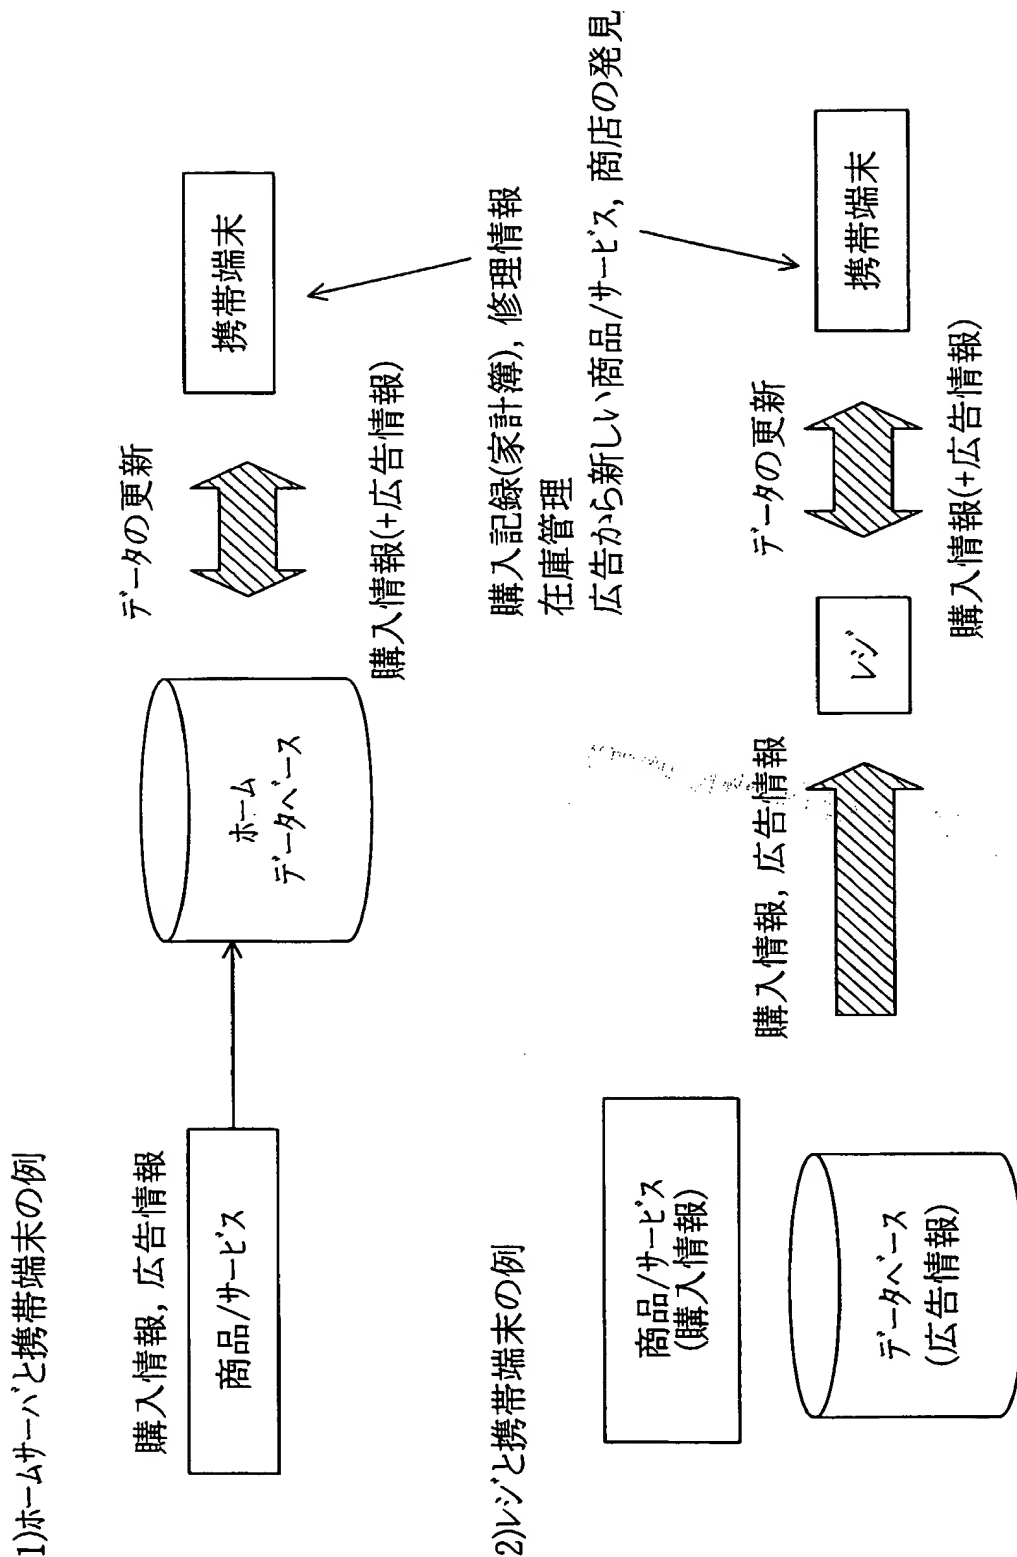 1)ホームサーバと携帯端末の例
購入情報, 広告情報
商品/サービス
ホーム
データベース
データの更新
購入情報(+広告情報)
携帯端末
購入記録(家計簿), 修理情報
在庫管理
広告から新しい商品/サービス, 商店の発見
2)レジと携帯端末の例
商品/サービス
(購入情報)
データベース
(広告情報)
購入情報, 広告情報
レジ
データの更新
購入情報(+広告情報)
携帯端末